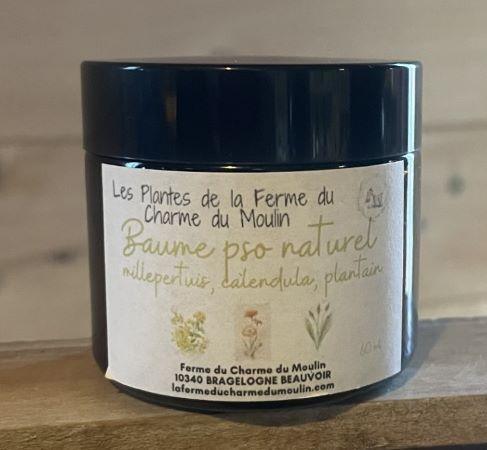 Les Plantes de la Ferme du
Charme du Moulin
Baume pso naturel
millepertuis, calendula, plantain
60 ml
Ferme du Charme du Moulin
10340 BRAGELOGNE BEAUVOIR
lafermeducharmedumoulin.com